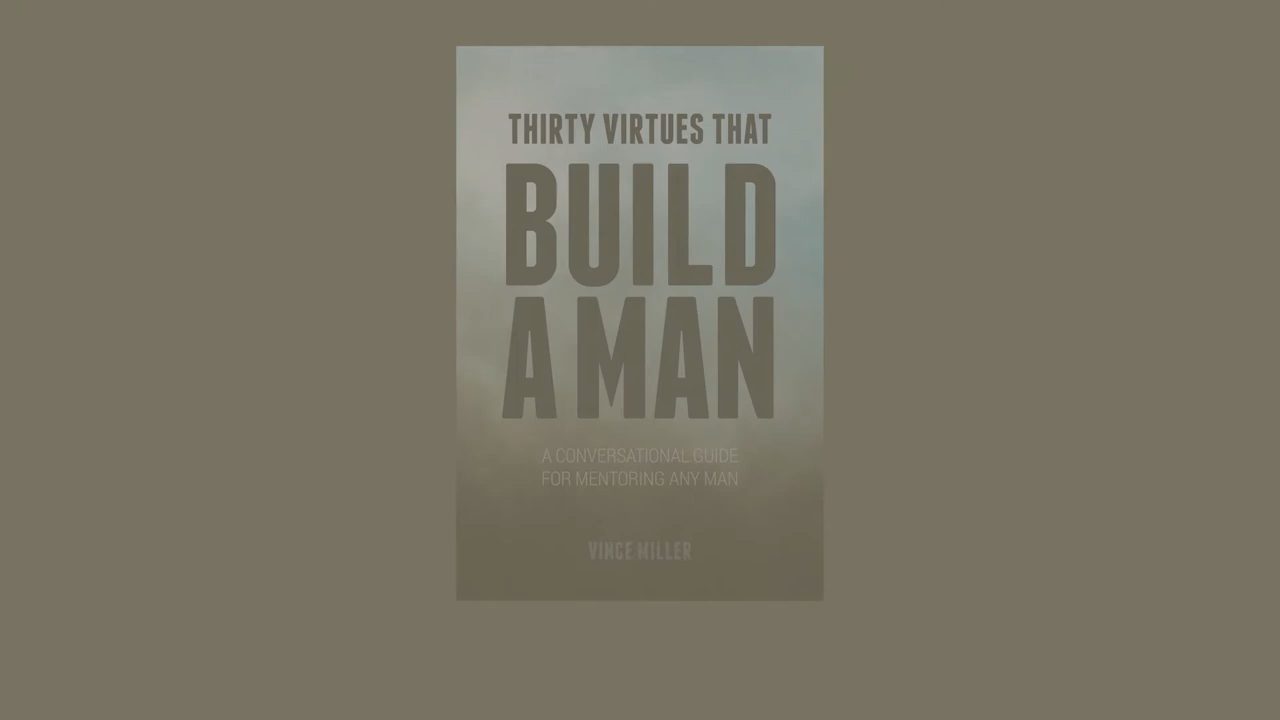 THIRTY VIRTUES THAT
BUILD
A MAN
A CONVERSATIONAL GUIDE
FOR MENTORING ANY MAN
VINCE MILLER